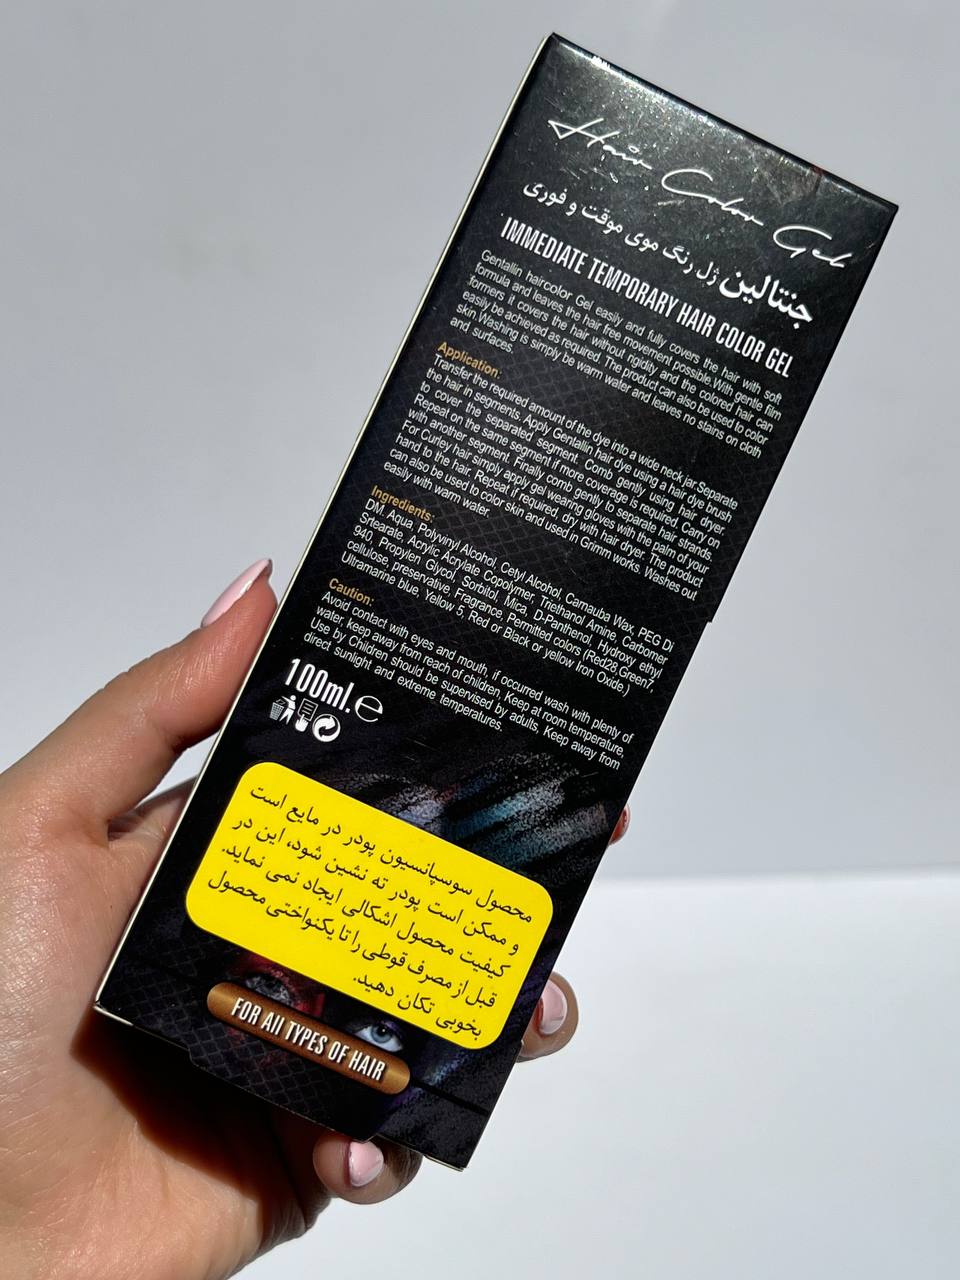 Hair Color Gel
جنتالین ژل رنگ موی موقت و فوری
IMMEDIATE TEMPORARY HAIR COLOR GEL
Gentallin haircolor Gel easily and fully covers the hair with soft
formula and leaves the hair free movement possible.With gentle film
formers it covers the hair without rigidity and the colored hair can
easily be achieved as required. The product can also be used to color
skin.Washing is simply be warm water and leaves no stains on cloth
and surfaces.
Application:
Transfer the required amount of the dye into a wide neck jar Separate
the hair in segments. Apply Gentallin hair dye using a hair dye brush
to cover the separated segment. Comb gently using hair dryer.
Repeat on the same segment if more coverage is required. Carry on
with another segment. Finally comb gently to separate hair strands.
For Curley hair simply apply gel wearing gloves with the palm of your
hand to the hair. Repeat if required. dry with hair dryer. The product
can also be used to color skin and used in Grimm works. Washes out
easily with warm water.
Ingredients:
DM. Aqua, Polyvinyl Alcohol, Cetyl Alcohol, Carnauba Wax, PEG Di
Srtearate, Acrylic Acrylate Copolymer, Triethanol Amine, Carbomer
940, Propylen Glycol, Sorbitol, Mica, D-Panthenol, Hydroxy ethyl
cellulose, preservative, Fragrance, Permitted colors (Red28,Green7,
Ultramarine blue, Yellow 5, Red or Black or yellow Iron Oxide,)
Caution:
Avoid contact with eyes and mouth, if occurred wash with plenty of
water, keep away from reach of children, Keep at room temperature,
Use by Children should be supervised by adults, Keep away from
direct sunlight and extreme temperatures.
100ml. ℮
محصول سوسپانسیون پودر در مایع است
و ممکن است پودر ته نشین شود، این در
کیفیت محصول اشکالی ایجاد نمی نماید.
قبل از مصرف قوطی را تا یکنواختی محصول
بخوبی تکان دهید.
FOR All TYPES OF HAIR